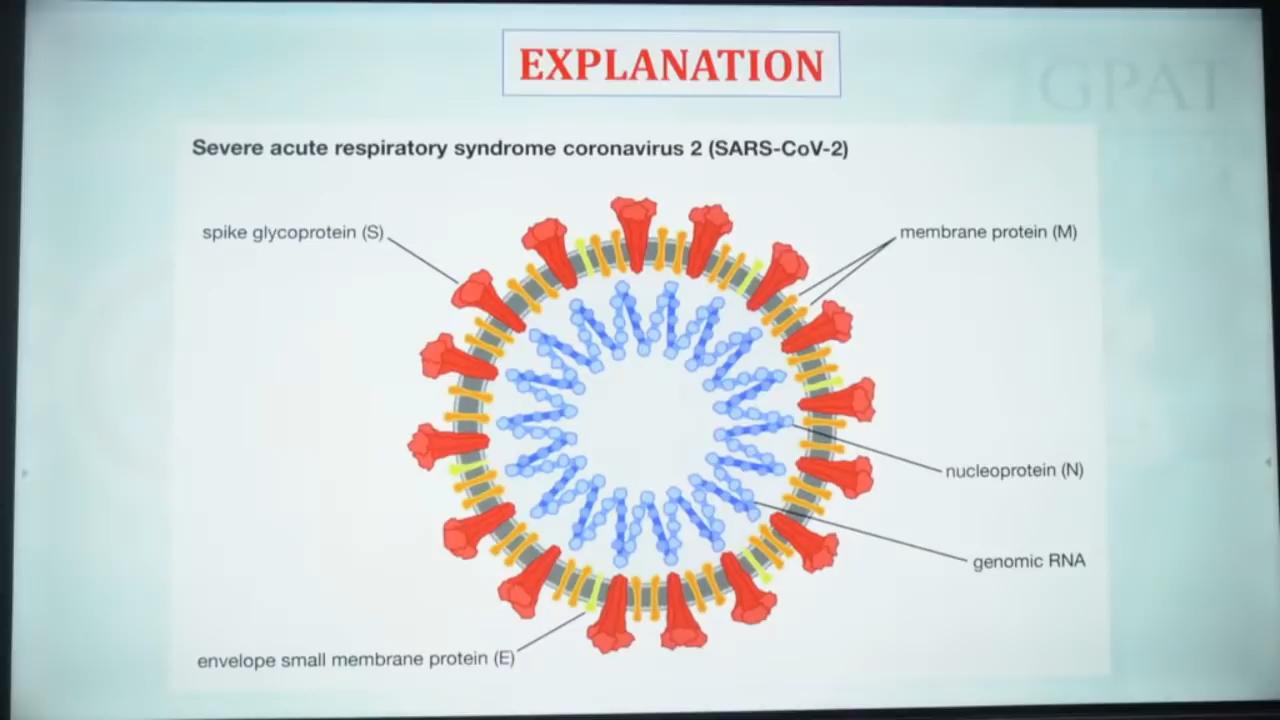 EXPLANATION
GPAT
Severe acute respiratory syndrome coronavirus 2 (SARS-CoV-2)
spike glycoprotein (S)
membrane protein (M)
nucleoprotein (N)
genomic RNA
envelope small membrane protein (E)